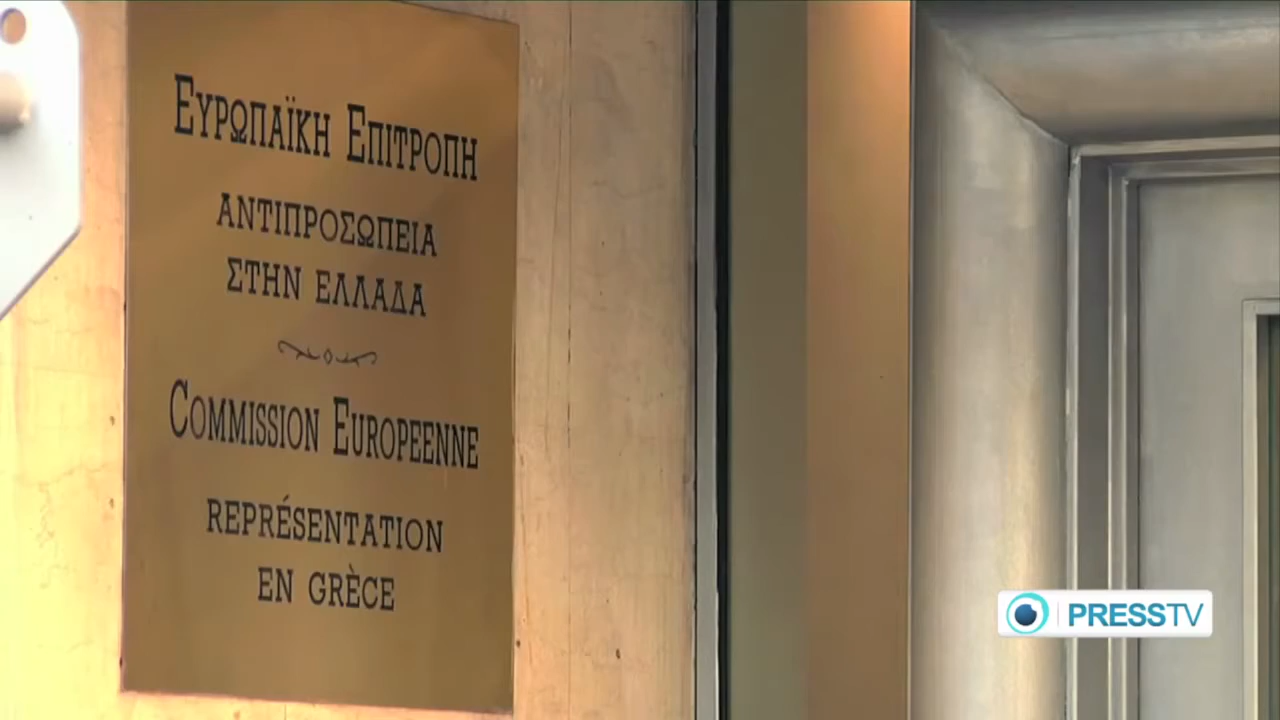 ΕΥΡΩΠΑΪΚΗ ΕΠΙΤΡΟΠΗ
ΑΝΤΙΠΡΟΣΩΠΕΙΑ
ΣΤΗΝ ΕΛΛΑΔΑ
COMMISSION EUROPEENNE
REPRÉSENTATION
EN GRÈCE
PRESSTV